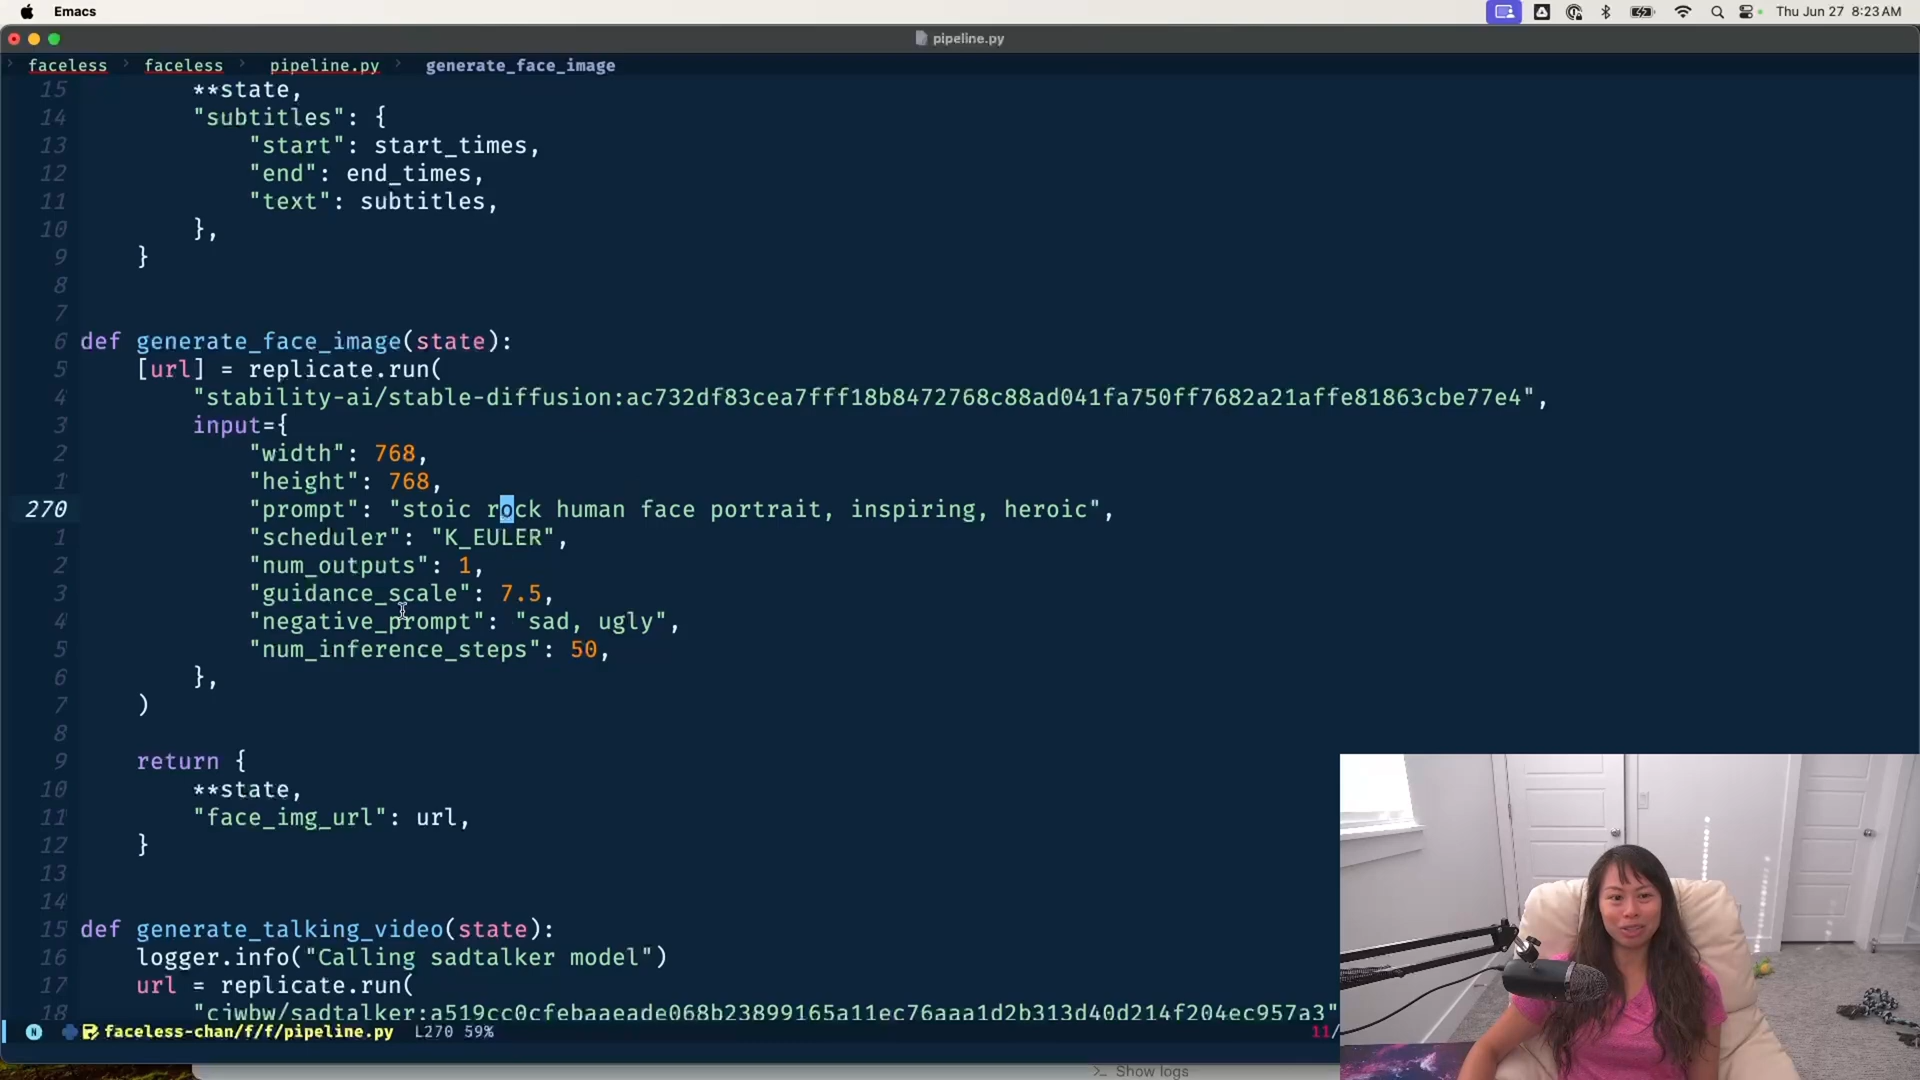 Emacs
Thu Jun 27 8:23 AM
pipeline.py
faceless > faceless > pipeline.py > generate_face_image
15 **state,
14 "subtitles": {
13 "start": start_times,
12 "end": end_times,
11 "text": subtitles,
10 },
9 }
8
7
6 def generate_face_image(state):
5 [url] = replicate.run(
4 "stability-ai/stable-diffusion:ac732df83cea7fff18b8472768c88ad041fa750ff7682a21affe81863cbe77e4",
3 input={
2 "width": 768,
1 "height": 768,
270 "prompt": "stoic rock human face portrait, inspiring, heroic",
1 "scheduler": "K_EULER",
2 "num_outputs": 1,
3 "guidance_scale": 7.5,
4 "negative_prompt": "sad, ugly",
5 "num_inference_steps": 50,
6 },
7 )
8
9 return {
10 **state,
11 "face_img_url": url,
12 }
13
14
15 def generate_talking_video(state):
16 logger.info("Calling sadtalker model")
17 url = replicate.run(
18 "cjwbw/sadtalker:a519cc0cfebaaeade068b23899165a11ec76aaa1d2b313d40d214f204ec957a3"
N faceless-chan/f/f/pipeline.py L270 59% 11/
>_ Show logs